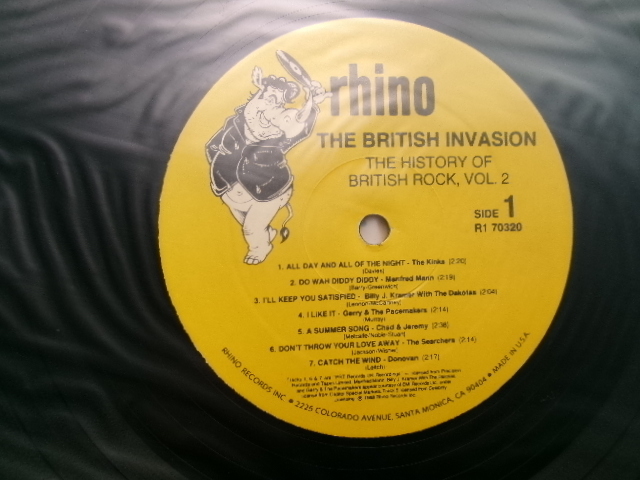 rhino
THE BRITISH INVASION
THE HISTORY OF
BRITISH ROCK, VOL. 2
SIDE 1
R1 70320
1. ALL DAY AND ALL OF THE NIGHT - The Kinks (2:20)
(Davies)
2. DO WAH DIDDY DIDDY - Manfred Mann (2:19)
(Barry-Greenwich)
3. I'LL KEEP YOU SATISFIED - Billy J. Kramer With The Dakotas (2:04)
(Lennon-McCartney)
4. I LIKE IT - Gerry & The Pacemakers (2:14)
(Murray)
5. A SUMMER SONG - Chad & Jeremy (2:36)
(Metcalfe-Noble-Stuart)
6. DON'T THROW YOUR LOVE AWAY - The Searchers (2:14)
(Jackson-Wisner)
7. CATCH THE WIND - Donovan (2:17)
(Leitch)
RHINO RECORDS INC. • 2225 COLORADO AVENUE, SANTA MONICA, CA 90404 • MADE IN U.S.A.